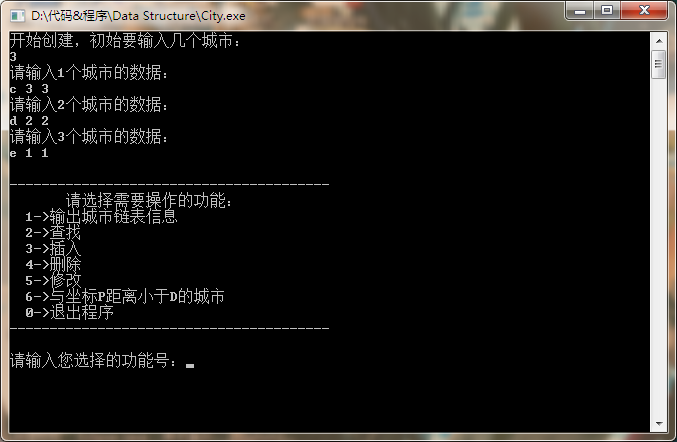 D:\代码&程序\Data Structure\City.exe
开始创建，初始要输入几个城市：
3
请输入1个城市的数据：
c 3 3
请输入2个城市的数据：
d 2 2
请输入3个城市的数据：
e 1 1
----------------------------------------
请选择需要操作的功能：
1->输出城市链表信息
2->查找
3->插入
4->删除
5->修改
6->与坐标P距离小于D的城市
0->退出程序
----------------------------------------
请输入您选择的功能号：